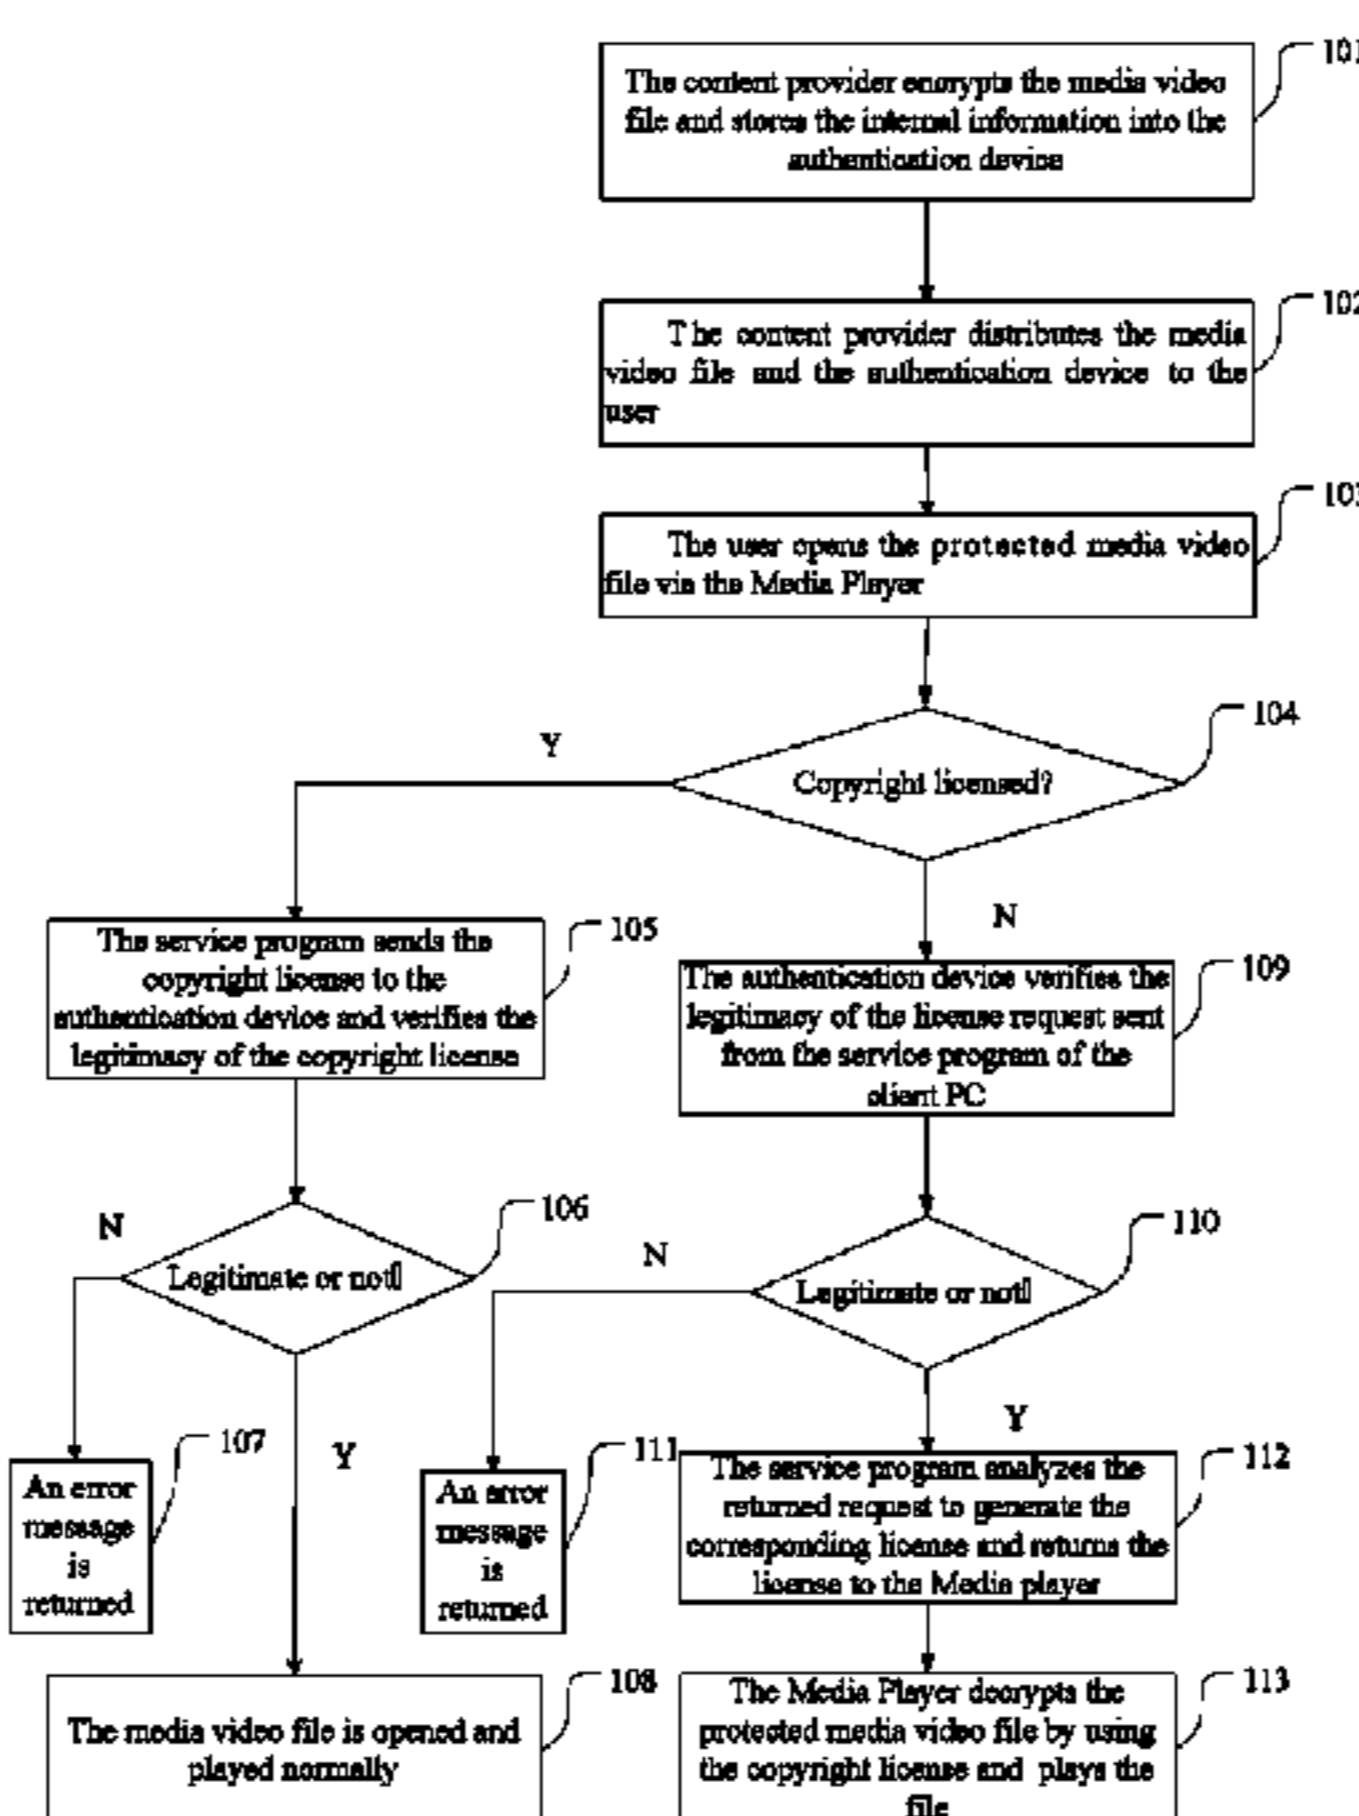 101
The content provider encrypts the media video
file and stores the internal information into the
authentication device
102
The content provider distributes the media
video file and the authentication device to the
user
103
The user opens the protected media video
file via the Media Player
104
Copyright licensed?
Y
N
105
The service program sends the
copyright license to the
authentication device and verifies the
legitimacy of the copyright license
109
The authentication device verifies the
legitimacy of the license request sent
from the service program of the
client PC
106
N
Legitimate or not
110
N
Legitimate or not
107
An error
message
is
returned
Y
111
An error
message
is
returned
Y
112
The service program analyzes the
returned request to generate the
corresponding license and returns the
license to the Media player
108
The media video file is opened and
played normally
113
The Media Player decrypts the
protected media video file by using
the copyright license and plays the
file